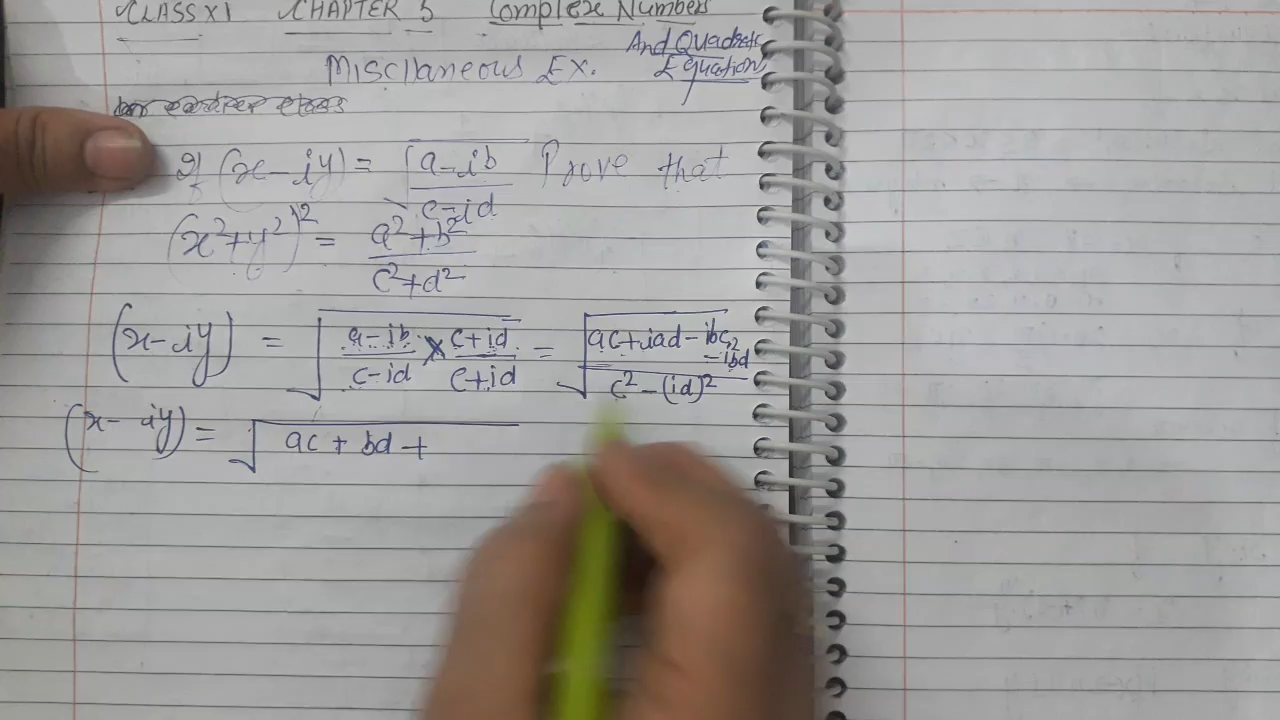 CLASS XI CHAPTER 5 Complex Numbers
And Quadratic
Miscllaneous Ex. Equation
If (x-iy) = √(a-ib / c-id) Prove that
(x²+y²)² = a²+b² / c²+d²
(x-iy) = √(a-ib / c-id × c+id / c+id) = √(ac+iad-ibc-i²bd / c²-(id)²)
(x-iy) = √ac+bd+